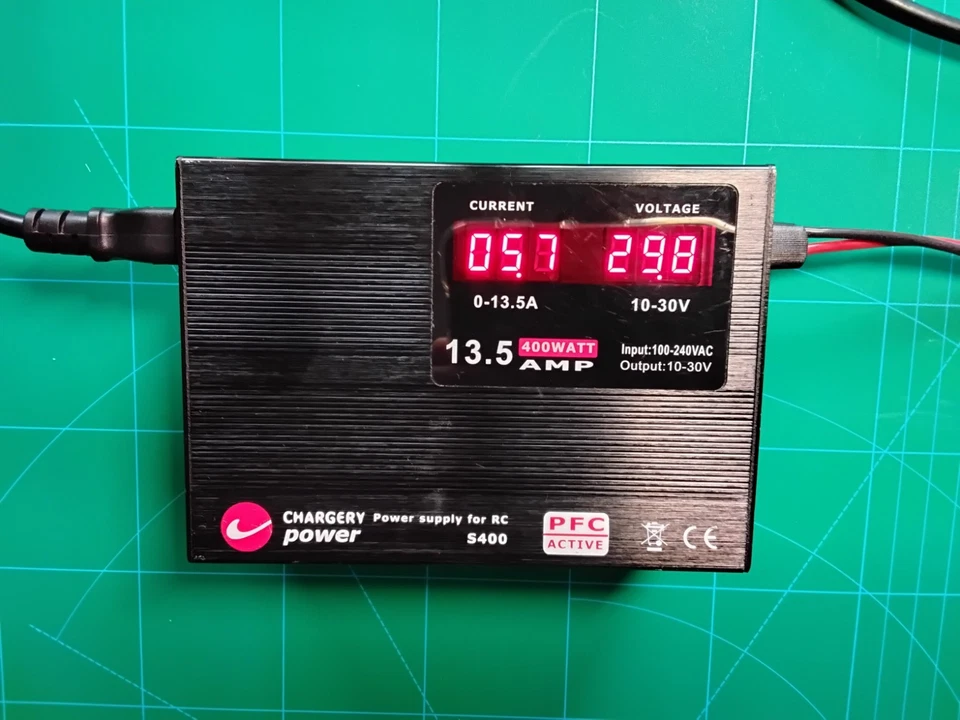 CURRENT VOLTAGE
05.7 29.8
0-13.5A 10-30V
13.5 400WATT AMP
Input:100-240VAC
Output:10-30V
CHARGERY power
Power supply for RC
S400
PFC
ACTIVE
CE